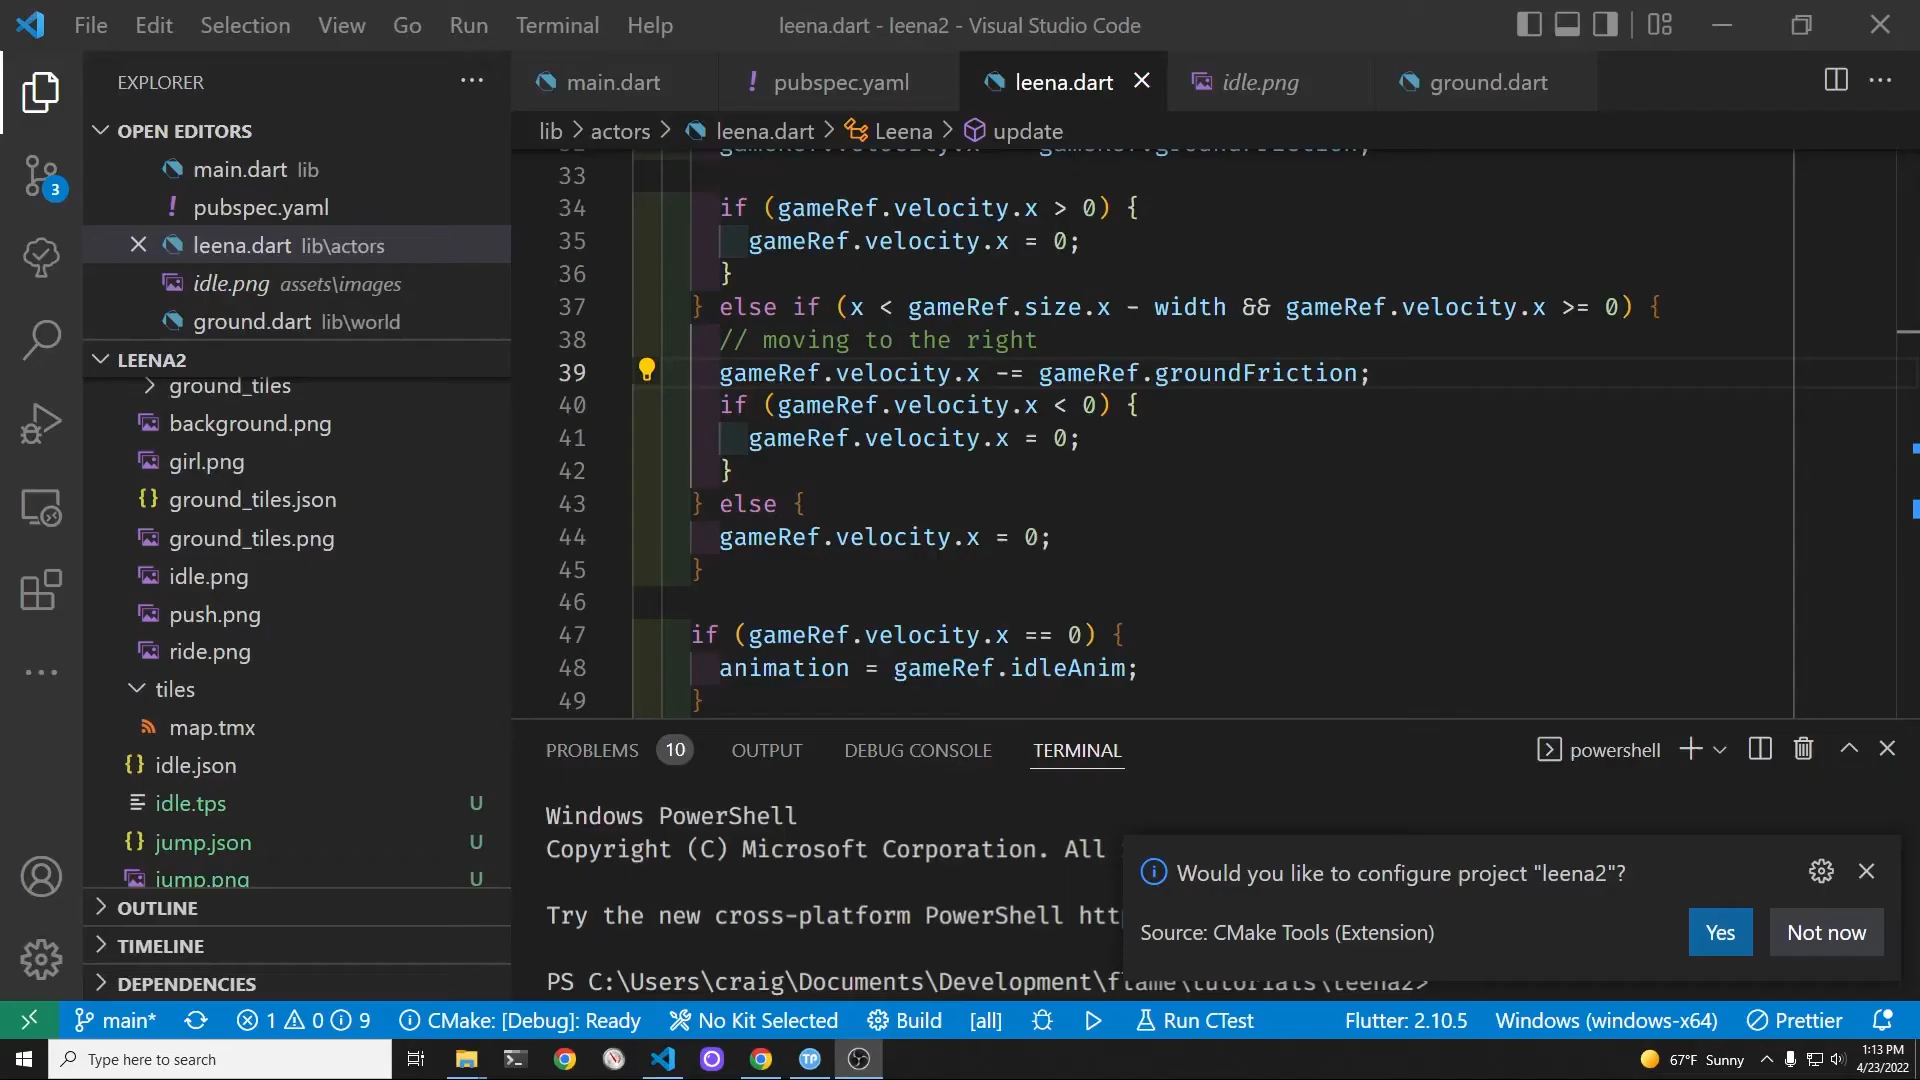 File Edit Selection View Go Run Terminal Help
leena.dart - leena2 - Visual Studio Code
EXPLORER
OPEN EDITORS
main.dart lib
pubspec.yaml
leena.dart lib\actors
idle.png assets\images
ground.dart lib\world
LEENA2
ground_tiles
background.png
girl.png
ground_tiles.json
ground_tiles.png
idle.png
push.png
ride.png
tiles
map.tmx
idle.json
idle.tps U
jump.json U
jump.png U
OUTLINE
TIMELINE
DEPENDENCIES
3
main.dart
! pubspec.yaml
leena.dart
idle.png
ground.dart
lib > actors > leena.dart > Leena > update
33
34 if (gameRef.velocity.x > 0) {
35 gameRef.velocity.x = 0;
36 }
37 } else if (x < gameRef.size.x - width && gameRef.velocity.x >= 0) {
38 // moving to the right
39 gameRef.velocity.x -= gameRef.groundFriction;
40 if (gameRef.velocity.x < 0) {
41 gameRef.velocity.x = 0;
42 }
43 } else {
44 gameRef.velocity.x = 0;
45 }
46
47 if (gameRef.velocity.x == 0) {
48 animation = gameRef.idleAnim;
49 }
PROBLEMS 10 OUTPUT DEBUG CONSOLE TERMINAL
powershell
Windows PowerShell
Copyright (C) Microsoft Corporation. All
Try the new cross-platform PowerShell
PS C:\Users\craig\Documents\Development\flame\tutorials\leena2>
Would you like to configure project "leena2"?
Source: CMake Tools (Extension)
Yes
Not now
main* 1 0 9 CMake: [Debug]: Ready No Kit Selected Build [all] Run CTest Flutter: 2.10.5 Windows (windows-x64) Prettier
Type here to search
TP
67°F Sunny
1:13 PM
4/23/2022